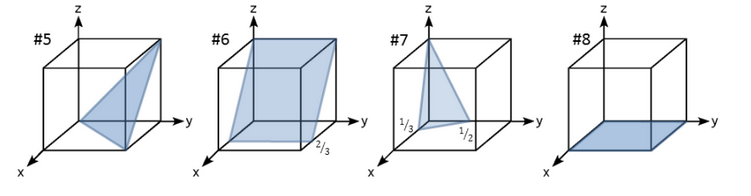 z z z z
#5 #6 #7 #8
y y y y
1/3 1/2
2/3
x x x x